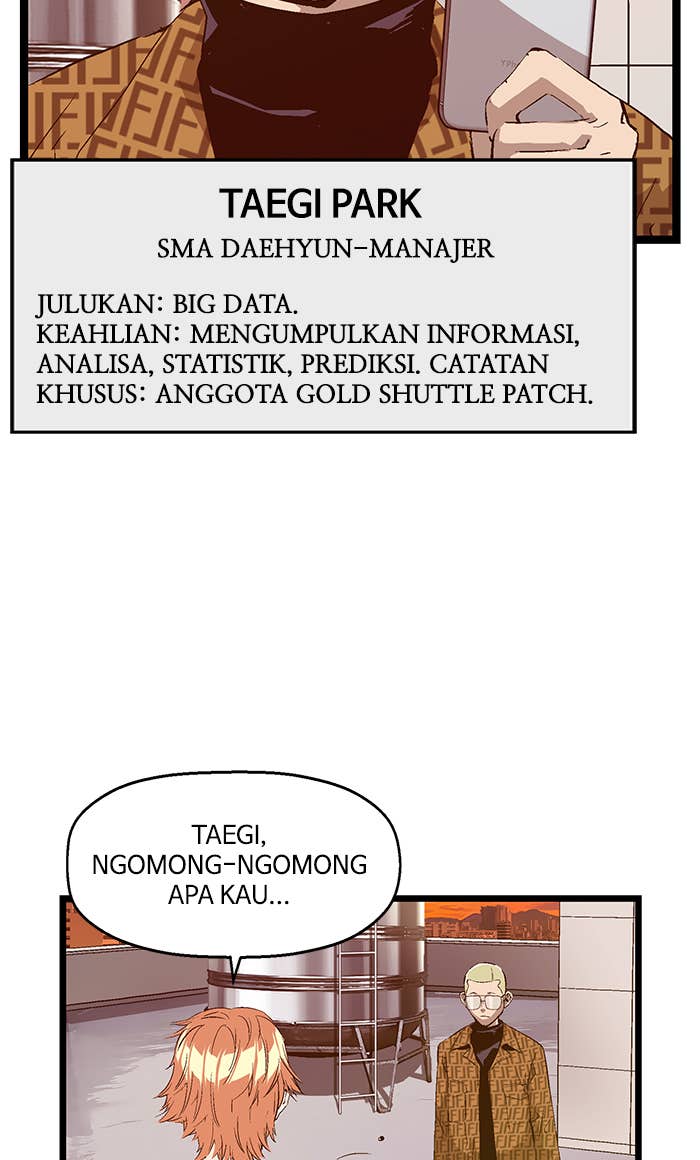 TAEGI PARK
SMA DAEHYUN-MANAJER
JULUKAN: BIG DATA.
KEAHLIAN: MENGUMPULKAN INFORMASI,
ANALISA, STATISTIK, PREDIKSI. CATATAN
KHUSUS: ANGGOTA GOLD SHUTTLE PATCH.
TAEGI,
NGOMONG-NGOMONG
APA KAU...